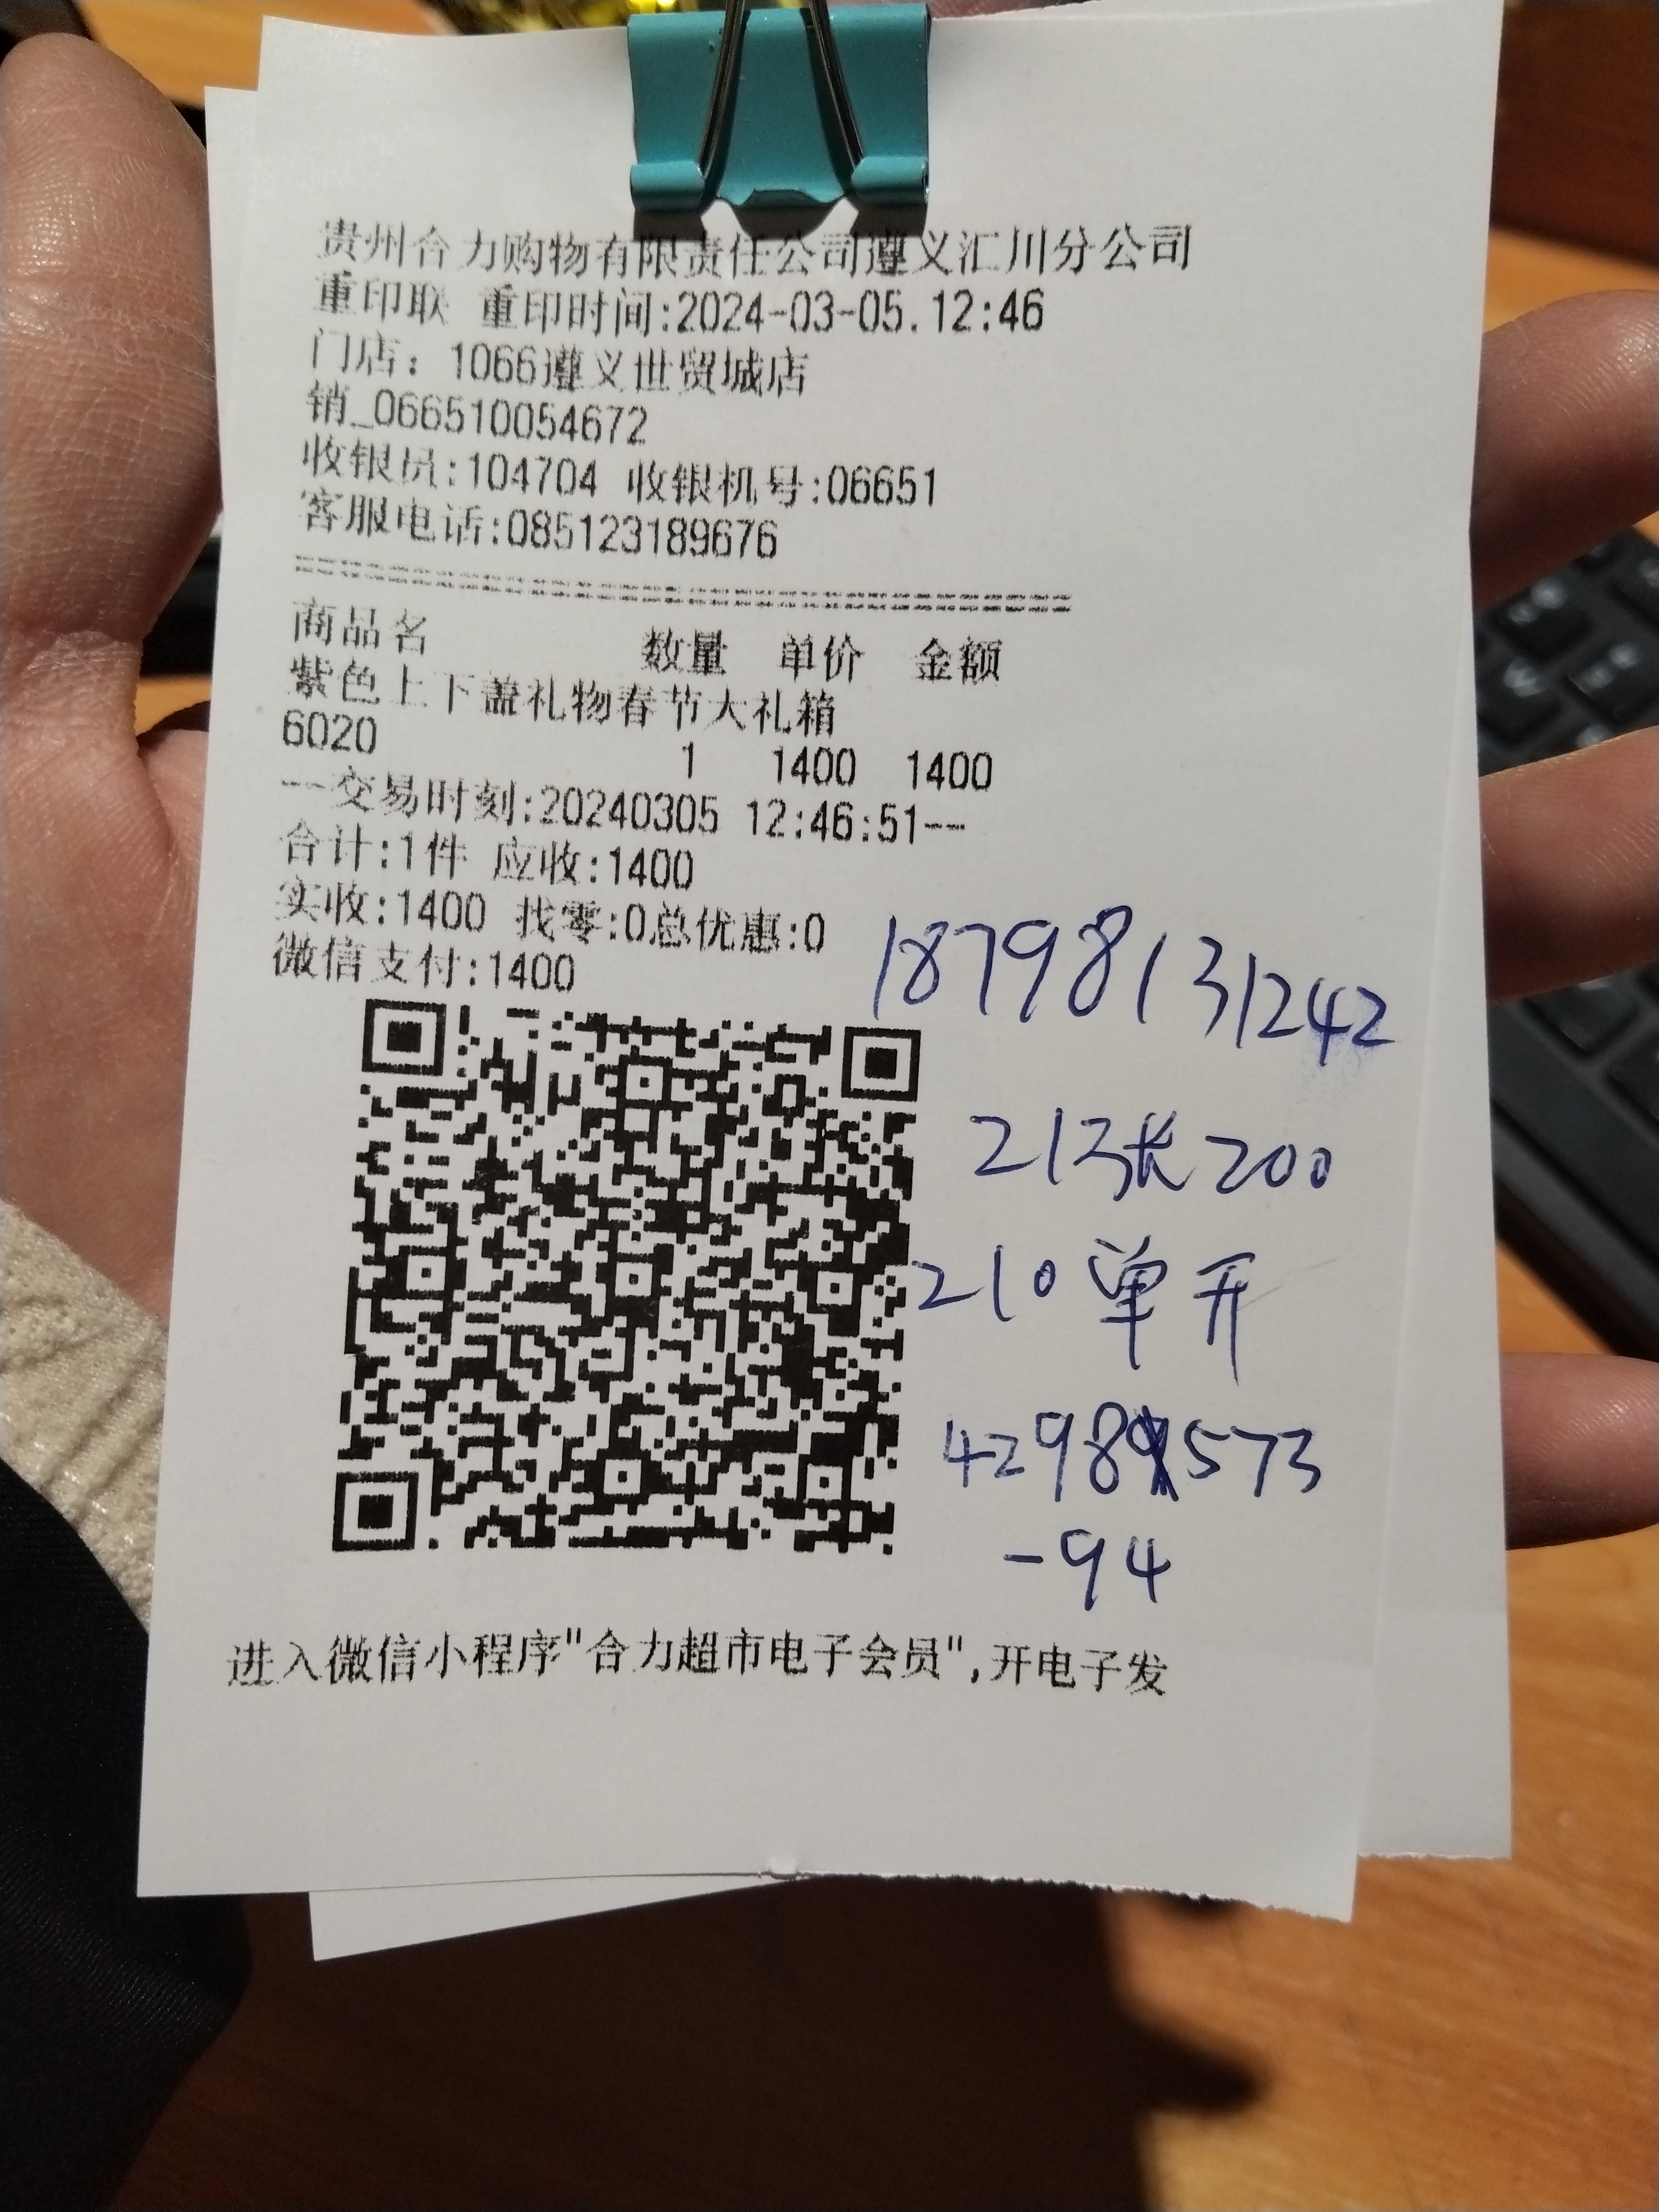 贵州合力购物有限责任公司遵义汇川分公司
重印联 重印时间:2024-03-05.12:46
门店：1066遵义世贸城店
销_066510054672
收银员:104704 收银机号:06651
客服电话:085123189676
商品名 数量 单价 金额
紫色上下盖礼物春节大礼箱
6020 1 1400 1400
--交易时刻:20240305 12:46:51--
合计:1件 应收:1400
实收:1400 找零:0总优惠:0
微信支付:1400
18798131242
213张200
210单开
4298 573
-94
进入微信小程序"合力超市电子会员",开电子发